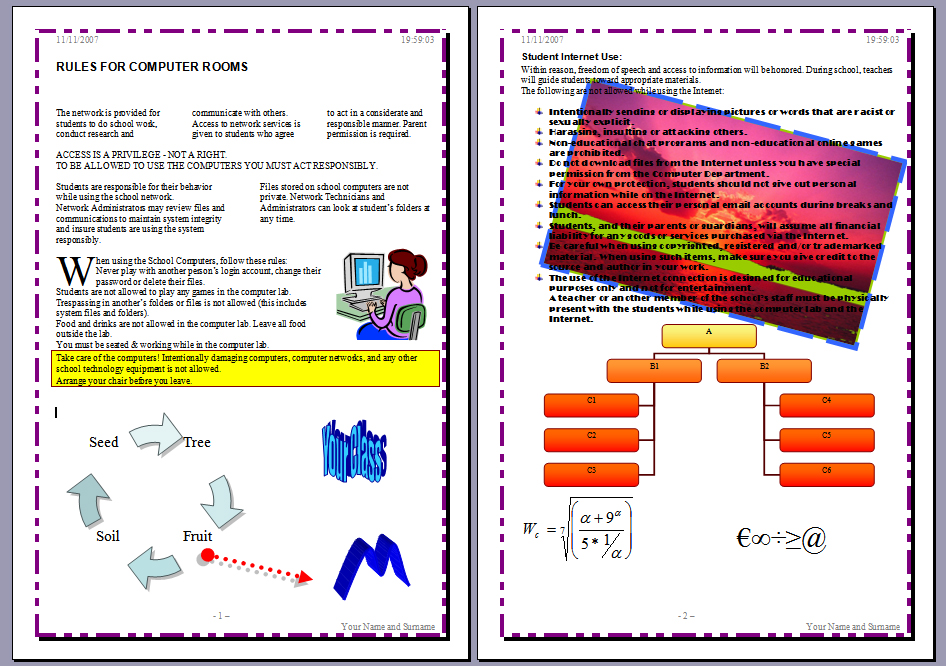 11/11/2007 19:59:03
RULES FOR COMPUTER ROOMS
The network is provided for
students to do school work,
conduct research and
communicate with others.
Access to network services is
given to students who agree
to act in a considerate and
responsible manner. Parent
permission is required.
ACCESS IS A PRIVILEGE - NOT A RIGHT.
TO BE ALLOWED TO USE THE COMPUTERS YOU MUST ACT RESPONSIBLY.
Students are responsible for their behavior
while using the school network.
Network Administrators may review files and
communications to maintain system integrity
and insure students are using the system
responsibly.
Files stored on school computers are not
private. Network Technicians and
Administrators can look at student's folders at
any time.
When using the School Computers, follow these rules:
Never play with another person's login account, change their
password or delete their files.
Students are not allowed to play any games in the computer lab.
Trespassing in another's folders or files is not allowed (this includes
system files and folders).
Food and drinks are not allowed in the computer lab. Leave all food
outside the lab.
You must be seated & working while in the computer lab.
Take care of the computers! Intentionally damaging computers, computer networks, and any other
school technology equipment is not allowed.
Arrange your chair before you leave.
Seed Tree
Soil Fruit
Your Class
M
- 1 -
Your Name and Surname
11/11/2007 19:59:03
Student Internet Use:
Within reason, freedom of speech and access to information will be honored. During school, teachers
will guide students toward appropriate materials.
The following are not allowed while using the Internet:
Intentionally sending or displaying pictures or words that are racist or
sexually explicit.
Harassing, insulting or attacking others.
Non-educational chat programs and non-educational online games
are prohibited.
Do not download files from the Internet unless you have special
permission from the Computer Department.
For your own protection, students should not give out personal
information while on the Internet.
Students can access their personal email accounts during breaks and
lunch.
Students, and their parents or guardians, will assume all financial
liability for any goods or services purchased via the Internet.
Be careful when using copyrighted, registered and/or trademarked
material. When using such items, make sure you give credit to the
source and author in your work.
The use of the Internet connection is designed for educational
purposes only and not for entertainment.
A teacher or an other member of the school's staff must be physically
present with the students while using the computer lab and the
Internet.
A
B1 B2
C1 C4
C2 C5
C3 C6
W_c = ⁷√((α + 9^α) / (5 * 1/α))
€∞÷≥@
- 2 -
Your Name and Surname